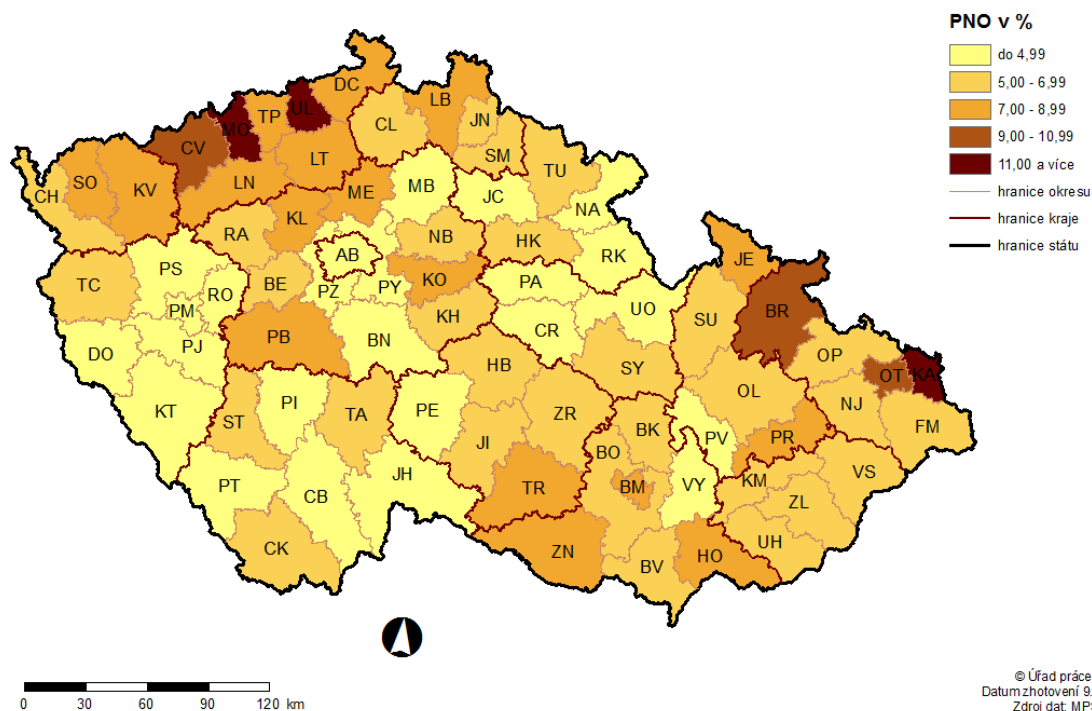 PNO v %
do 4,99
5,00 - 6,99
7,00 - 8,99
9,00 - 10,99
11,00 a více
hranice okresu
hranice kraje
hranice státu
DC
LB
UL
TP
MO
JN
CL
CV
LT
SM
SO
KV
LN
ME
MB
TU
CH
JC
NA
KL
RA
NB
HK
AB
RK
JE
TC
PS
RO
BE
PZ
PY
KO
PA
PM
UO
BR
SU
KH
CR
PB
BN
DO
PJ
OP
HB
SY
OT
KA
OL
NJ
KT
PI
TA
PE
ZR
ST
BK
FM
PV
PR
JI
BO
VS
JH
KM
PT
CB
TR
BM
VY
ZL
UH
CK
ZN
HO
BV
0 30 60 90 120 km
© Úřad práce
Datum zhotovení 9.
Zdroj dat: MP